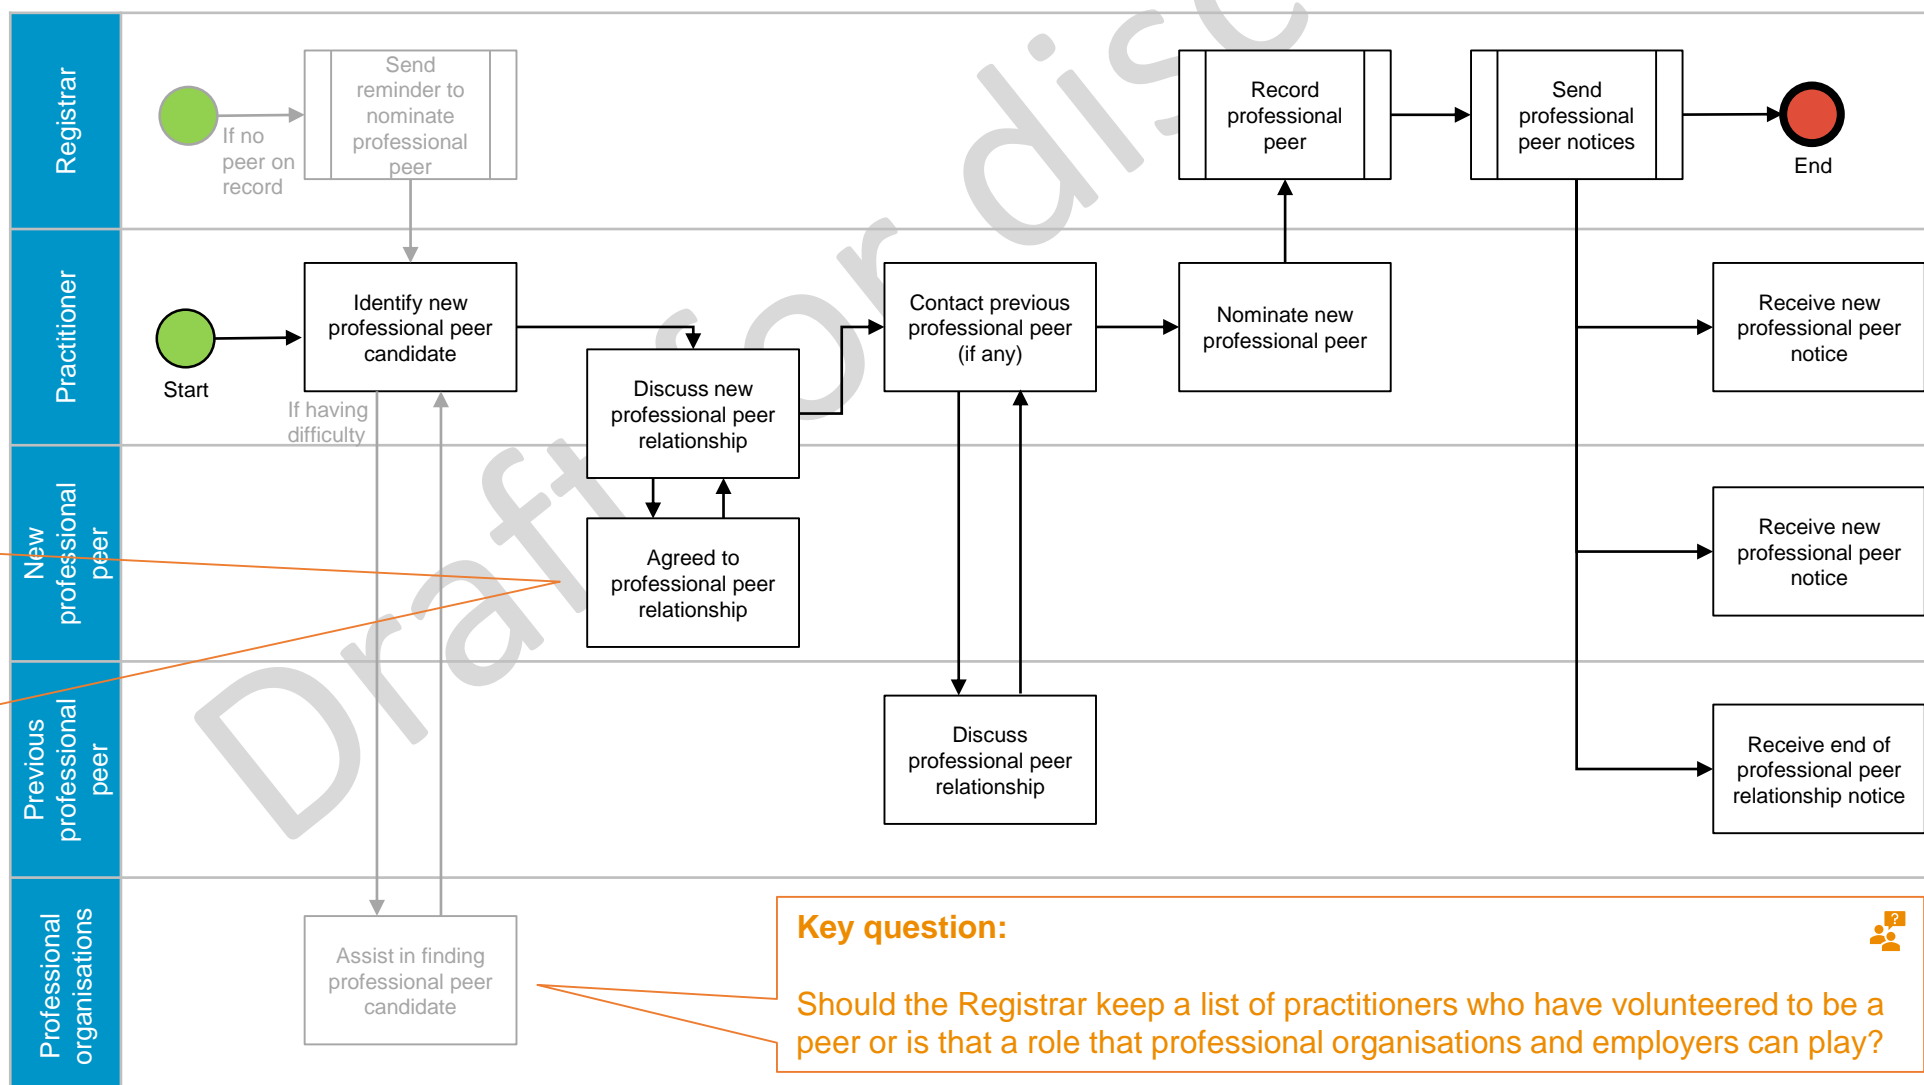 Registrar
Send
reminder to
nominate
professional
peer
If no
peer on
record
Record
professional
peer
Send
professional
peer notices
End
Practitioner
Start
Identify new
professional peer
candidate
If having
difficulty
Discuss new
professional peer
relationship
Contact previous
professional peer
(if any)
Nominate new
professional peer
Receive new
professional peer
notice
New
professional
peer
Agreed to
professional peer
relationship
Receive new
professional peer
notice
Previous
professional
peer
Discuss
professional peer
relationship
Receive end of
professional peer
relationship notice
Professional
organisations
Assist in finding
professional peer
candidate
Key question:
?
Should the Registrar keep a list of practitioners who have volunteered to be a
peer or is that a role that professional organisations and employers can play?
Draft for disc